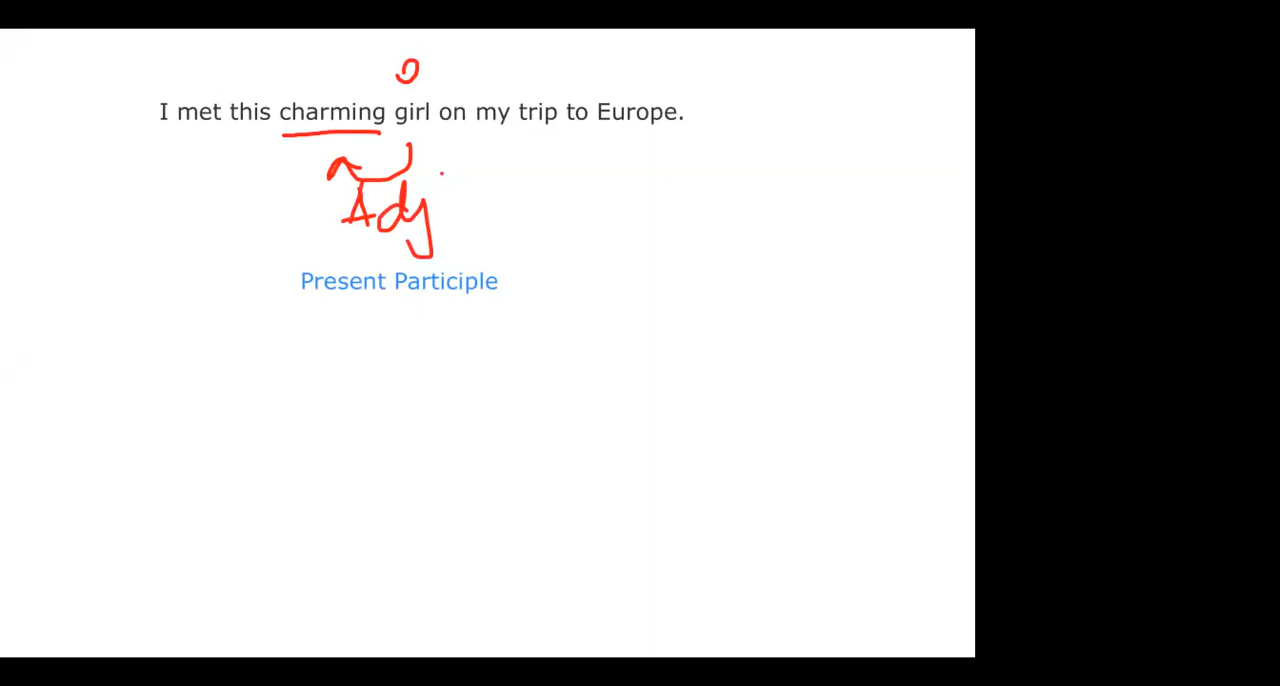 o
I met this charming girl on my trip to Europe.
Adj
Present Participle